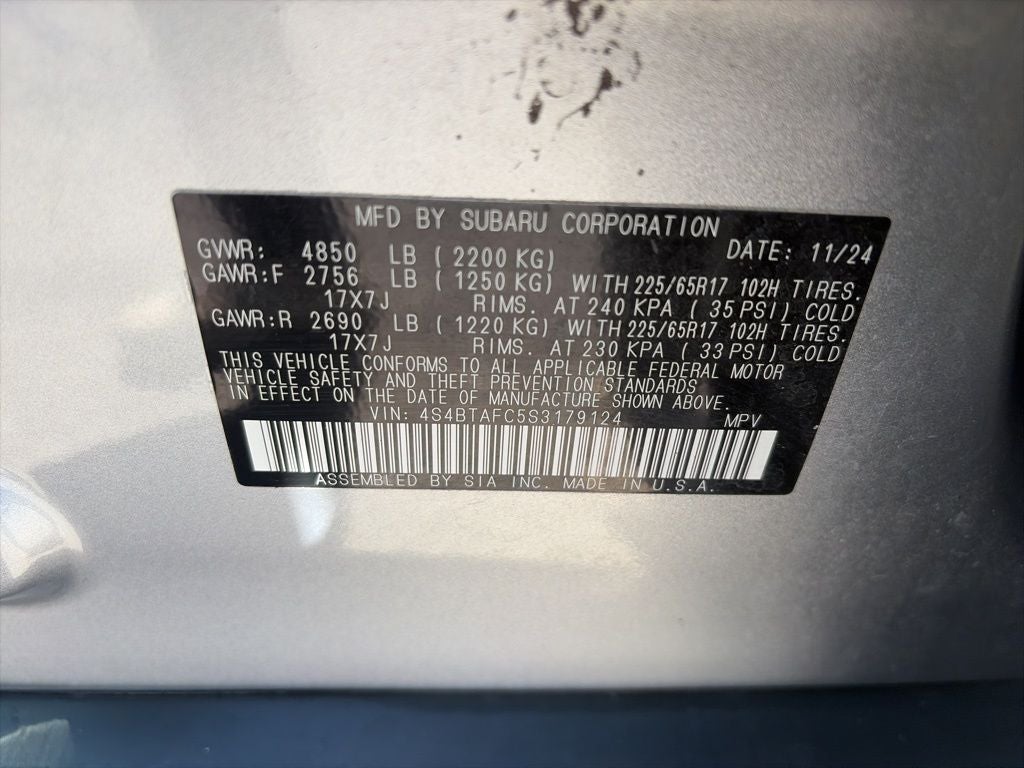 MFD BY SUBARU CORPORATION
GVWR: 4850 LB ( 2200 KG) DATE: 11/24
GAWR:F 2756 LB ( 1250 KG) WITH 225/65R17 102H TIRES.
17X7J RIMS. AT 240 KPA ( 35 PSI) COLD
GAWR:R 2690 LB ( 1220 KG) WITH 225/65R17 102H TIRES.
17X7J RIMS. AT 230 KPA ( 33 PSI) COLD
THIS VEHICLE CONFORMS TO ALL APPLICABLE FEDERAL MOTOR
VEHICLE SAFETY AND THEFT PREVENTION STANDARDS
IN EFFECT ON THE DATE OF MANUFACTURE SHOWN ABOVE.
VIN: 4S4BTAFC5S3179124 MPV
ASSEMBLED BY SIA INC. MADE IN U.S.A.